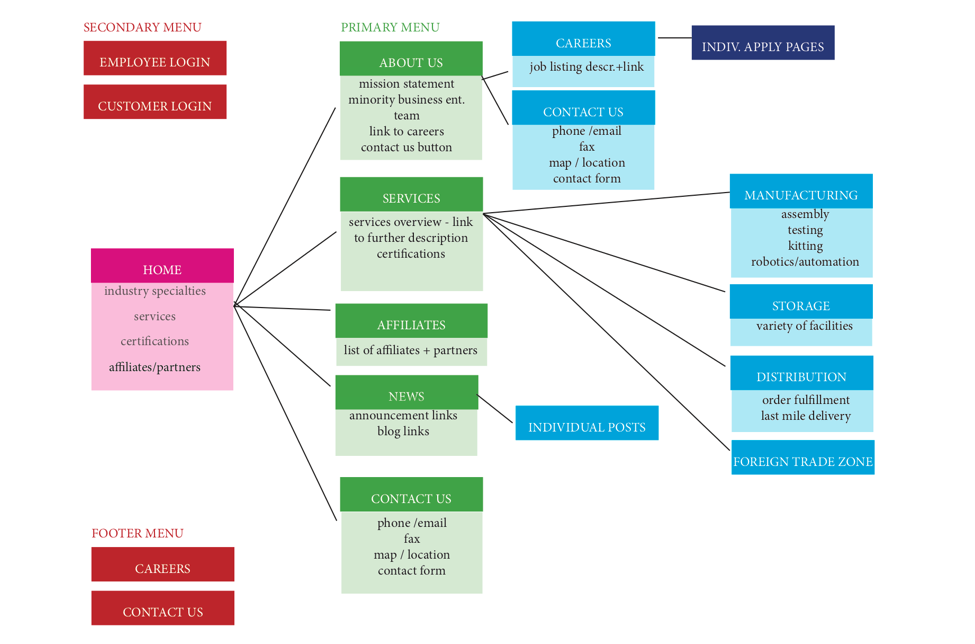 SECONDARY MENU
EMPLOYEE LOGIN
CUSTOMER LOGIN
PRIMARY MENU
ABOUT US
mission statement
minority business ent.
team
link to careers
contact us button
CAREERS
job listing descr.+link
INDIV. APPLY PAGES
CONTACT US
phone /email
fax
map / location
contact form
SERVICES
services overview - link
to further description
certifications
MANUFACTURING
assembly
testing
kitting
robotics/automation
HOME
industry specialties
services
certifications
affiliates/partners
AFFILIATES
list of affiliates + partners
STORAGE
variety of facilities
NEWS
announcement links
blog links
INDIVIDUAL POSTS
DISTRIBUTION
order fulfillment
last mile delivery
FOREIGN TRADE ZONE
CONTACT US
phone /email
fax
map / location
contact form
FOOTER MENU
CAREERS
CONTACT US